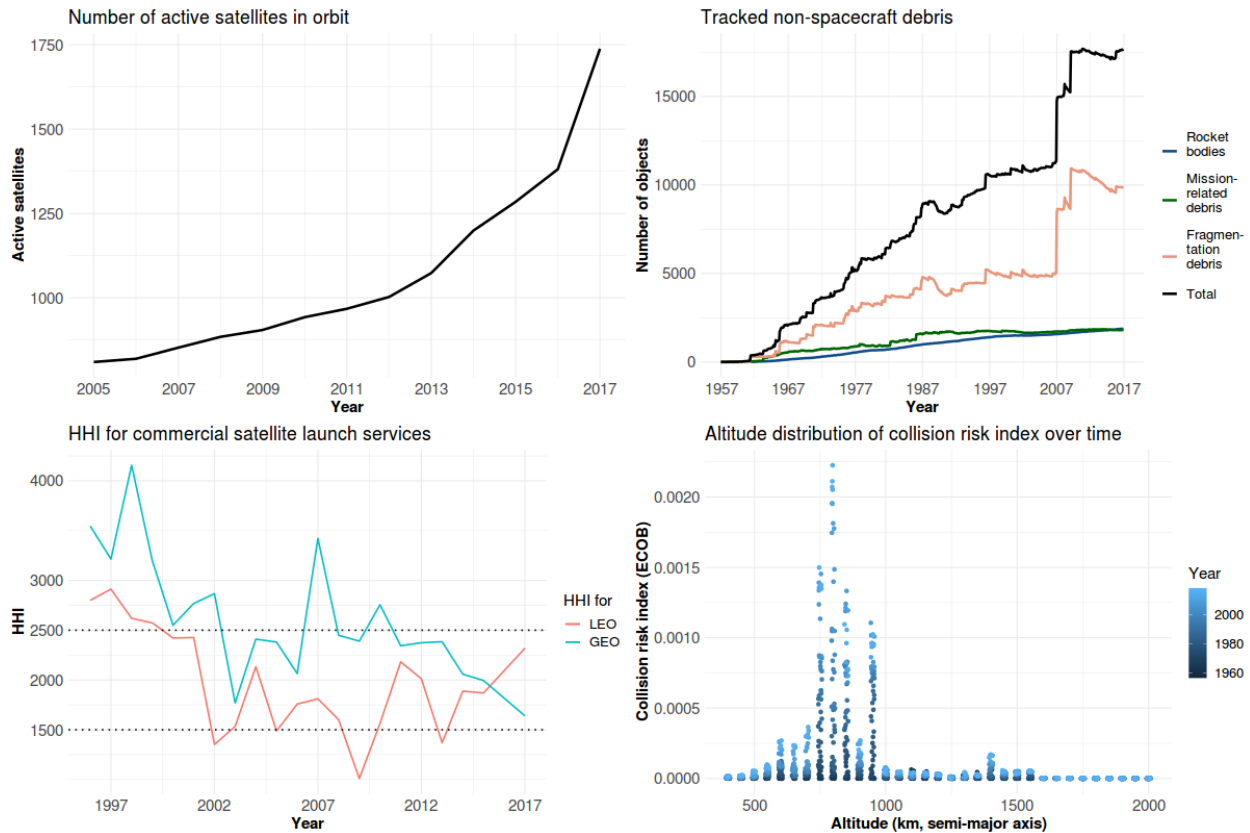 Number of active satellites in orbit
1750
1500
1250
1000
Active satellites
2005 2007 2009 2011 2013 2015 2017
Year
Tracked non-spacecraft debris
15000
10000
5000
0
Number of objects
1957 1967 1977 1987 1997 2007 2017
Year
Rocket
bodies
Mission-
related
debris
Fragmen-
tation
debris
Total
HHI for commercial satellite launch services
4000
3000
2500
2000
1500
HHI
1997 2002 2007 2012 2017
Year
HHI for
LEO
GEO
Altitude distribution of collision risk index over time
0.0020
0.0015
0.0010
0.0005
0.0000
Collision risk index (ECOB)
500 1000 1500 2000
Altitude (km, semi-major axis)
Year
2000
1980
1960